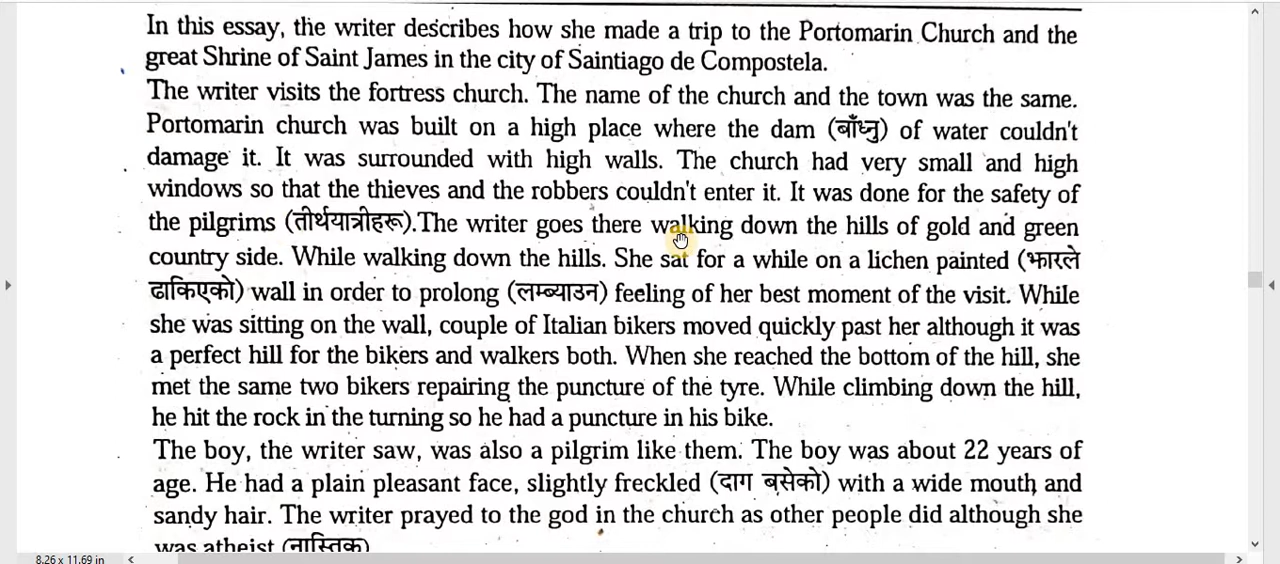 In this essay, the writer describes how she made a trip to the Portomarin Church and the
great Shrine of Saint James in the city of Saintiago de Compostela.
The writer visits the fortress church. The name of the church and the town was the same.
Portomarin church was built on a high place where the dam (बाँध्नु) of water couldn't
damage it. It was surrounded with high walls. The church had very small and high
windows so that the thieves and the robbers couldn't enter it. It was done for the safety of
the pilgrims (तीर्थयात्रीहरू).The writer goes there walking down the hills of gold and green
country side. While walking down the hills. She sat for a while on a lichen painted (झारले
ढाकिएको) wall in order to prolong (लम्ब्याउन) feeling of her best moment of the visit. While
she was sitting on the wall, couple of Italian bikers moved quickly past her although it was
a perfect hill for the bikers and walkers both. When she reached the bottom of the hill, she
met the same two bikers repairing the puncture of the tyre. While climbing down the hill,
he hit the rock in the turning so he had a puncture in his bike.
The boy, the writer saw, was also a pilgrim like them. The boy was about 22 years of
age. He had a plain pleasant face, slightly freckled (दाग बसेको) with a wide mouth and
sandy hair. The writer prayed to the god in the church as other people did although she
was atheist (नास्तिक)
8.26 x 11.69 in